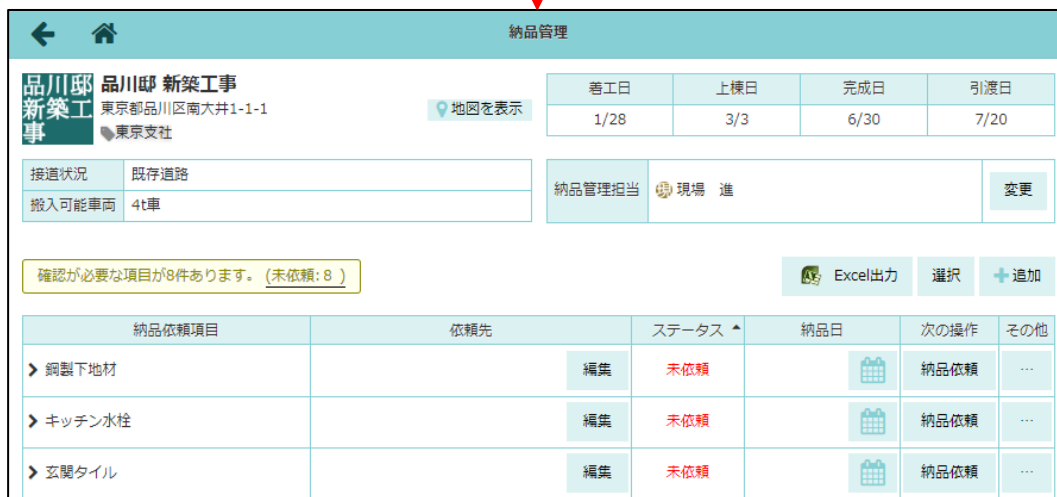 納品管理
品川邸
新築工
事
品川邸 新築工事
東京都品川区南大井1-1-1
東京支社
地図を表示
着工日 上棟日 完成日 引渡日
1/28 3/3 6/30 7/20
接道状況 既存道路
搬入可能車両 4t車
納品管理担当 現場 進 変更
確認が必要な項目が8件あります。 (未依頼: 8 )
Excel出力 選択 追加
納品依頼項目 依頼先 ステータス 納品日 次の操作 その他
鋼製下地材 編集 未依頼 納品依頼 …
キッチン水栓 編集 未依頼 納品依頼 …
玄関タイル 編集 未依頼 納品依頼 …